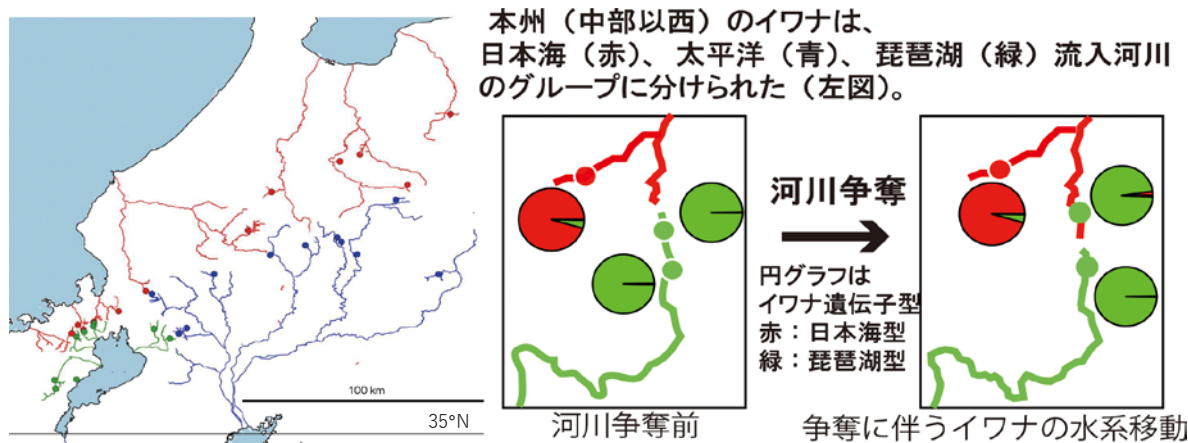 本州（中部以西）のイワナは、
日本海（赤）、太平洋（青）、琵琶湖（緑）流入河川
のグループに分けられた（左図）。
河川争奪
円グラフは
イワナ遺伝子型
赤：日本海型
緑：琵琶湖型
100 km
35°N
河川争奪前
争奪に伴うイワナの水系移動